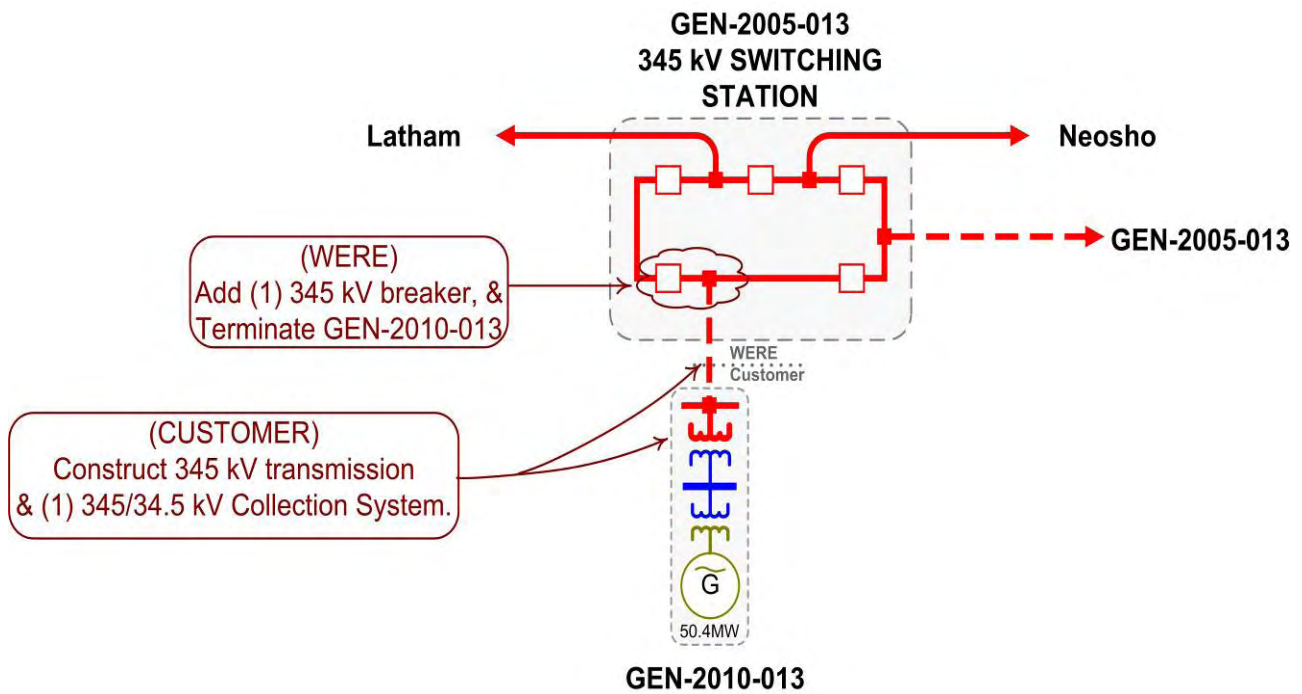 GEN-2005-013
345 kV SWITCHING
STATION
Latham
Neosho
GEN-2005-013
(WERE)
Add (1) 345 kV breaker, &
Terminate GEN-2010-013
WERE
Customer
(CUSTOMER)
Construct 345 kV transmission
& (1) 345/34.5 kV Collection System.
G
50.4MW
GEN-2010-013